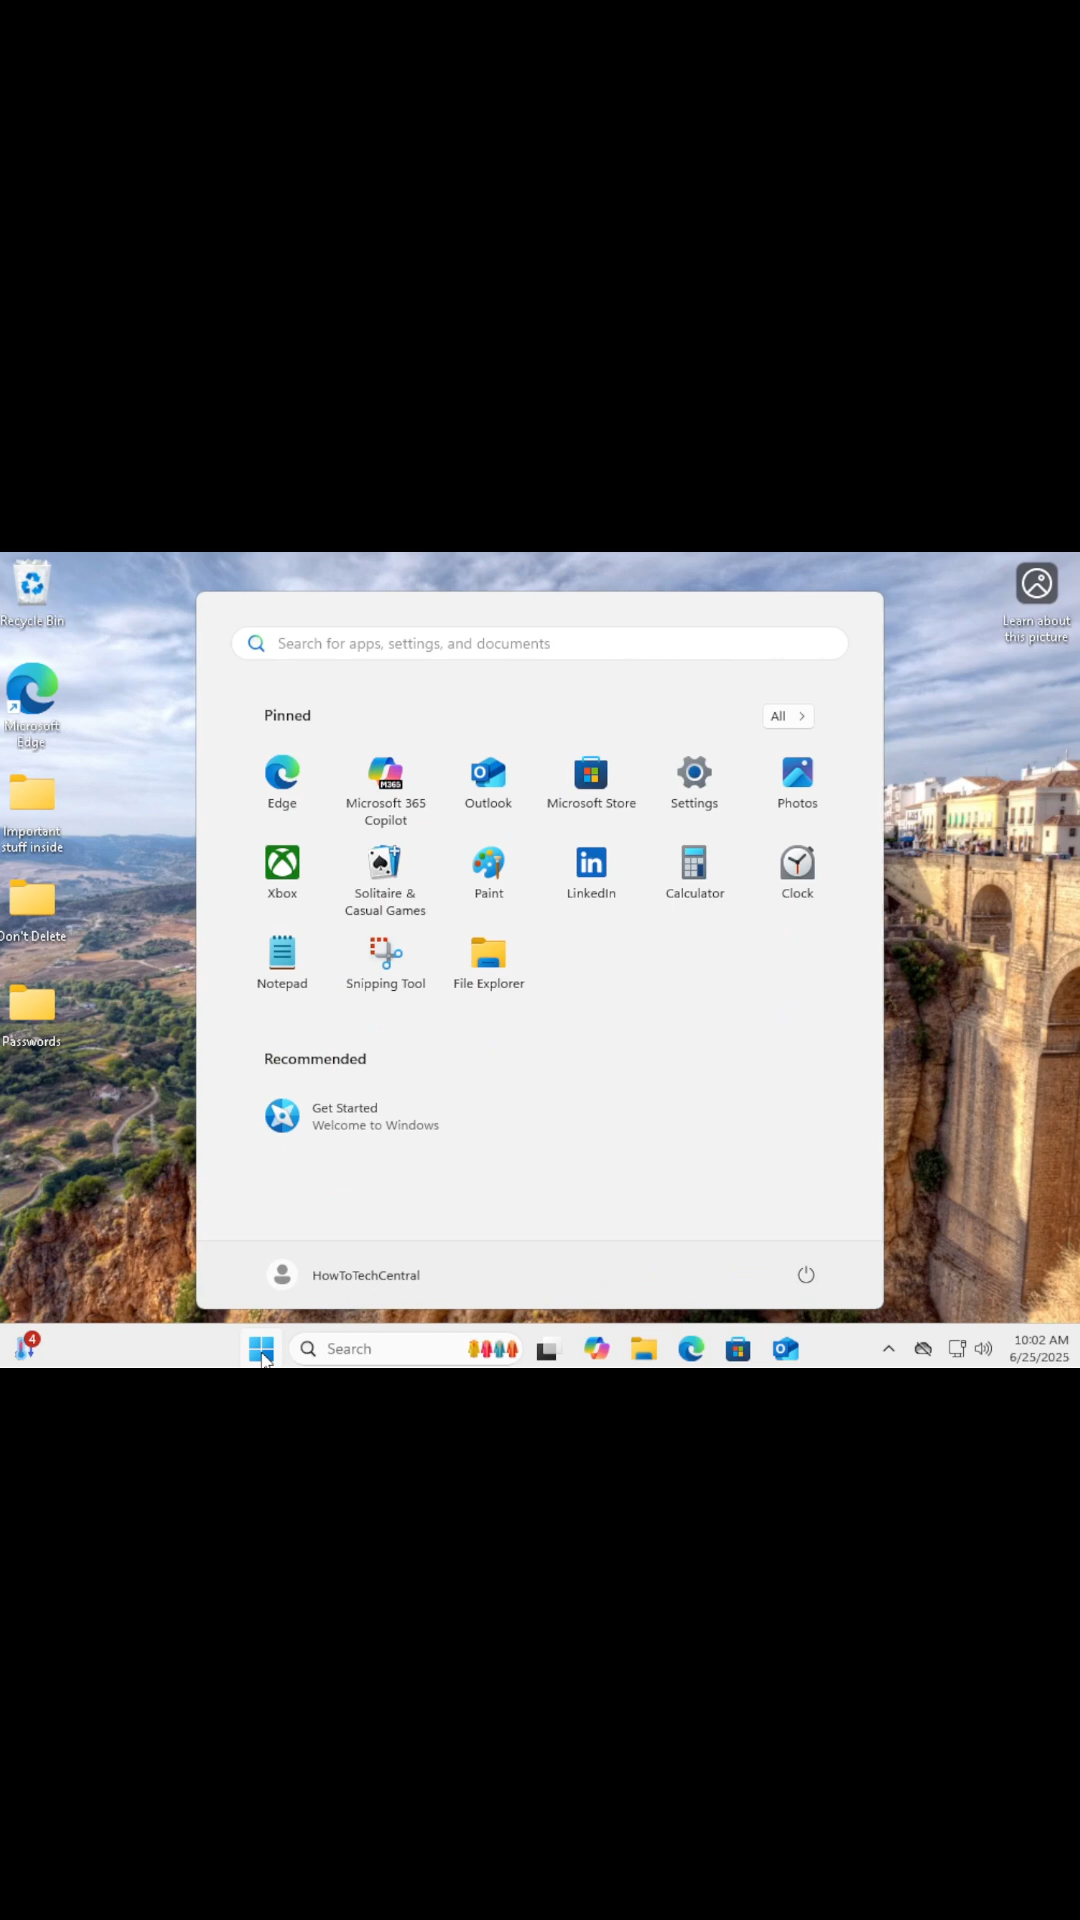 Recycle Bin
Microsoft
Edge
Important
stuff inside
Don't Delete
Passwords
Learn about
this picture
Search for apps, settings, and documents
Pinned
All
Edge
Microsoft 365
Copilot
M365
Outlook
Microsoft Store
Settings
Photos
Xbox
Solitaire &
Casual Games
Paint
in
LinkedIn
Calculator
Clock
Notepad
Snipping Tool
File Explorer
Recommended
Get Started
Welcome to Windows
HowToTechCentral
4
Search
10:02 AM
6/25/2025